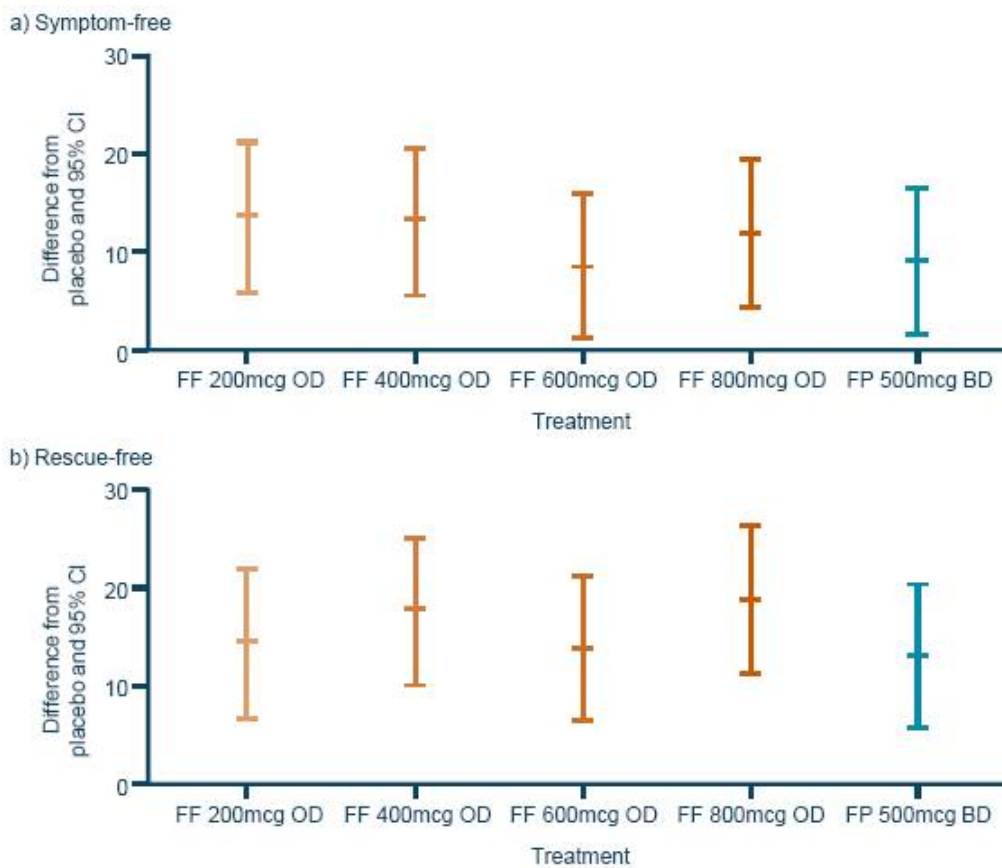 a) Symptom-free
30
20
10
0
Difference from
placebo and 95% CI
FF 200mcg OD FF 400mcg OD FF 600mcg OD FF 800mcg OD FP 500mcg BD
Treatment
b) Rescue-free
30
20
10
0
Difference from
placebo and 95% CI
FF 200mcg OD FF 400mcg OD FF 600mcg OD FF 800mcg OD FP 500mcg BD
Treatment